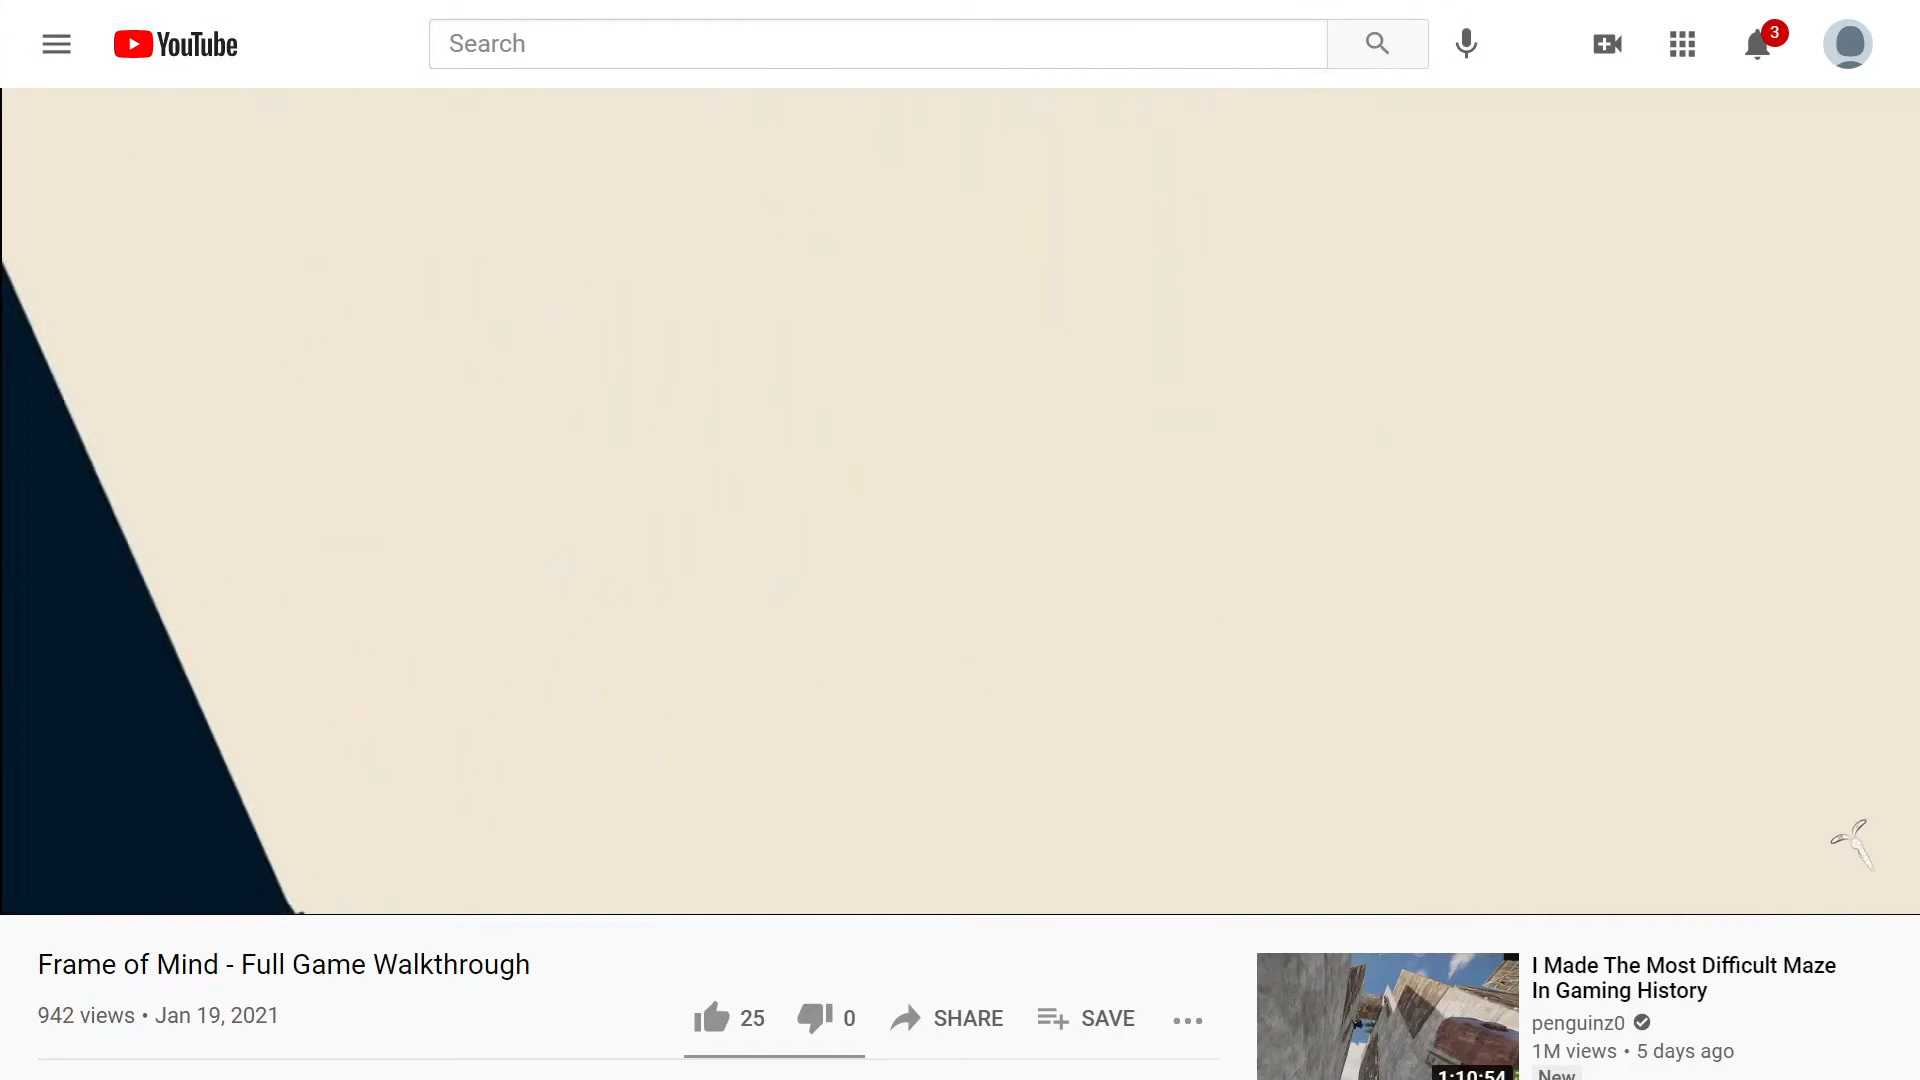 YouTube
Search
3
Frame of Mind - Full Game Walkthrough
942 views • Jan 19, 2021
25
0
SHARE
SAVE
1:10:54
I Made The Most Difficult Maze
In Gaming History
penguinz0
1M views • 5 days ago
New